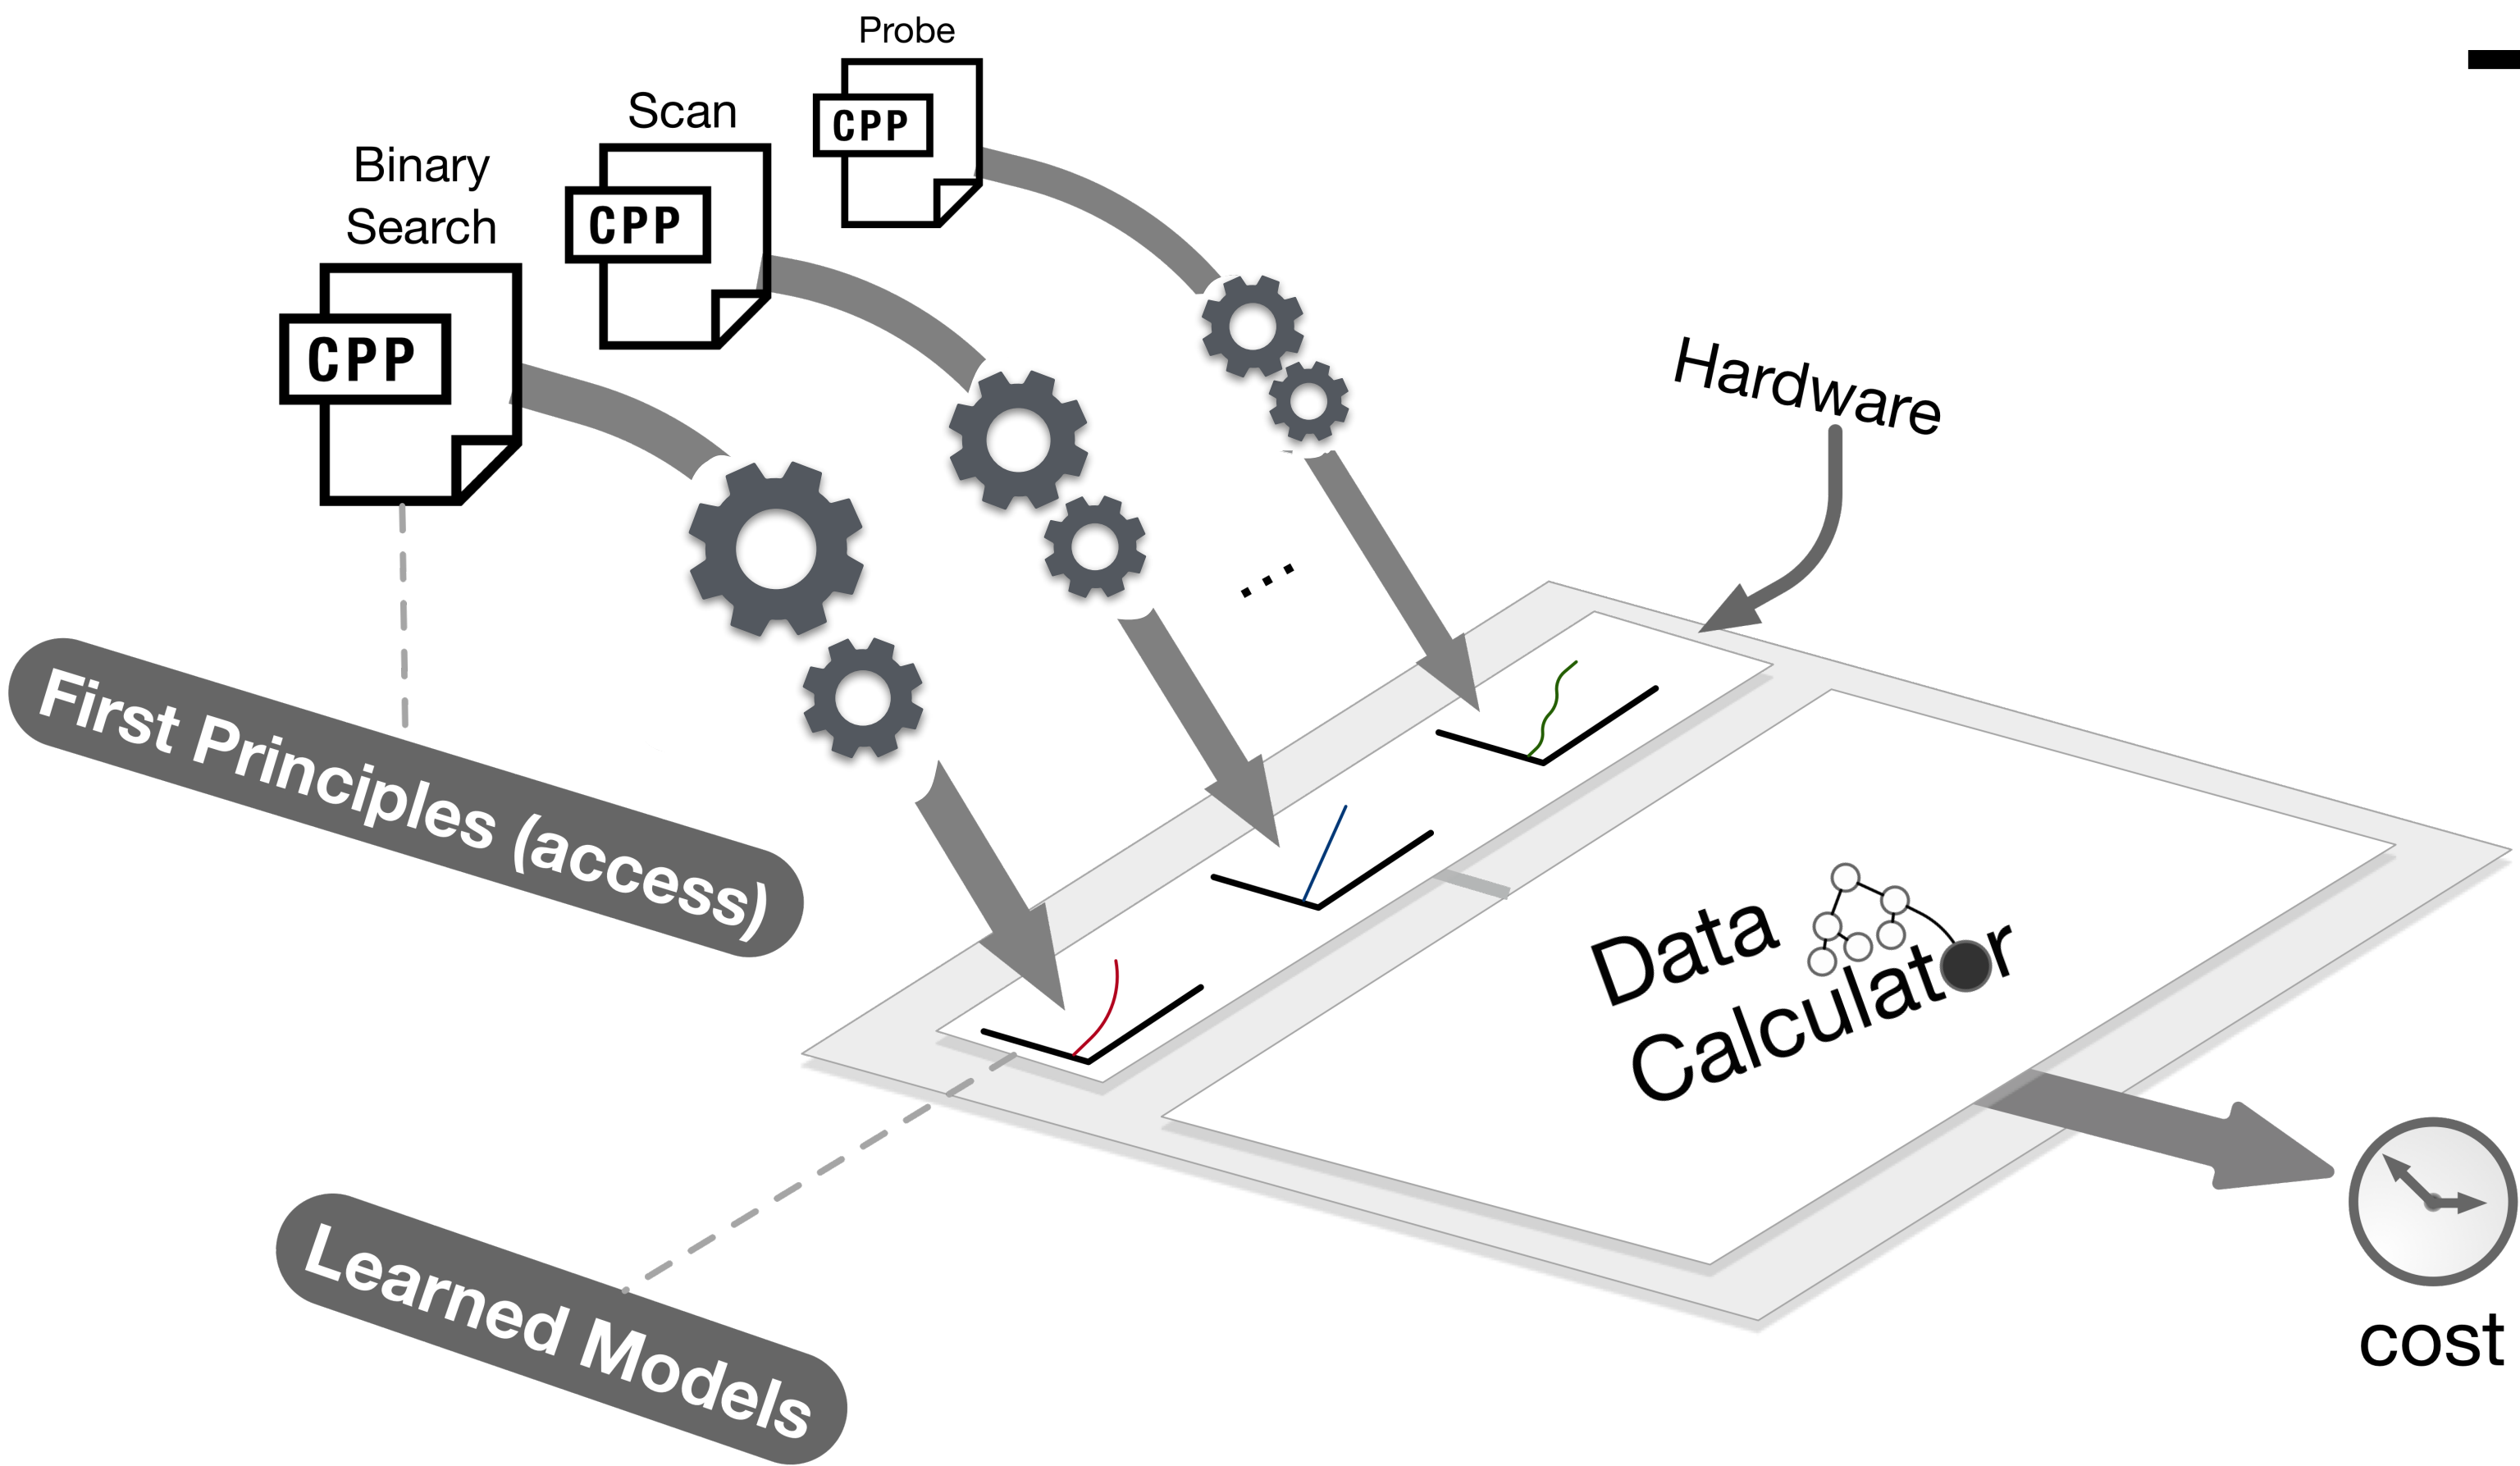 Probe
CPP
Scan
CPP
Binary
Search
CPP
Hardware
First Principles (access)
...
Data
Calculator
Learned Models
cost